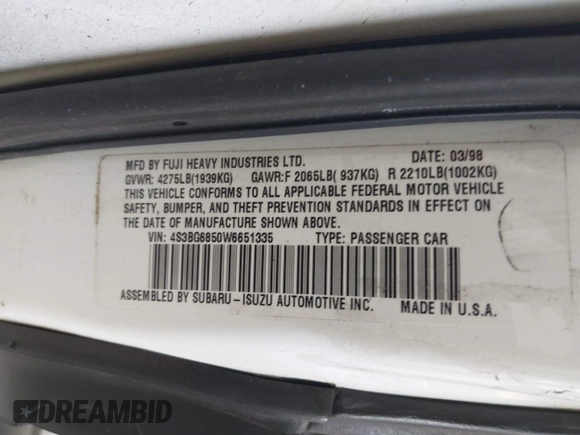 MFD BY FUJI HEAVY INDUSTRIES LTD. DATE: 03/98
GVWR: 4275LB(1939KG) GAWR:F 2065LB( 937KG) R 2210LB(1002KG)
THIS VEHICLE CONFORMS TO ALL APPLICABLE FEDERAL MOTOR VEHICLE
SAFETY, BUMPER, AND THEFT PREVENTION STANDARDS IN EFFECT ON
THE DATE OF MANUFACTURE SHOWN ABOVE.
VIN: 4S3BG6850W6651335 TYPE: PASSENGER CAR
ASSEMBLED BY SUBARU-ISUZU AUTOMOTIVE INC. MADE IN U.S.A.
DREAMBID